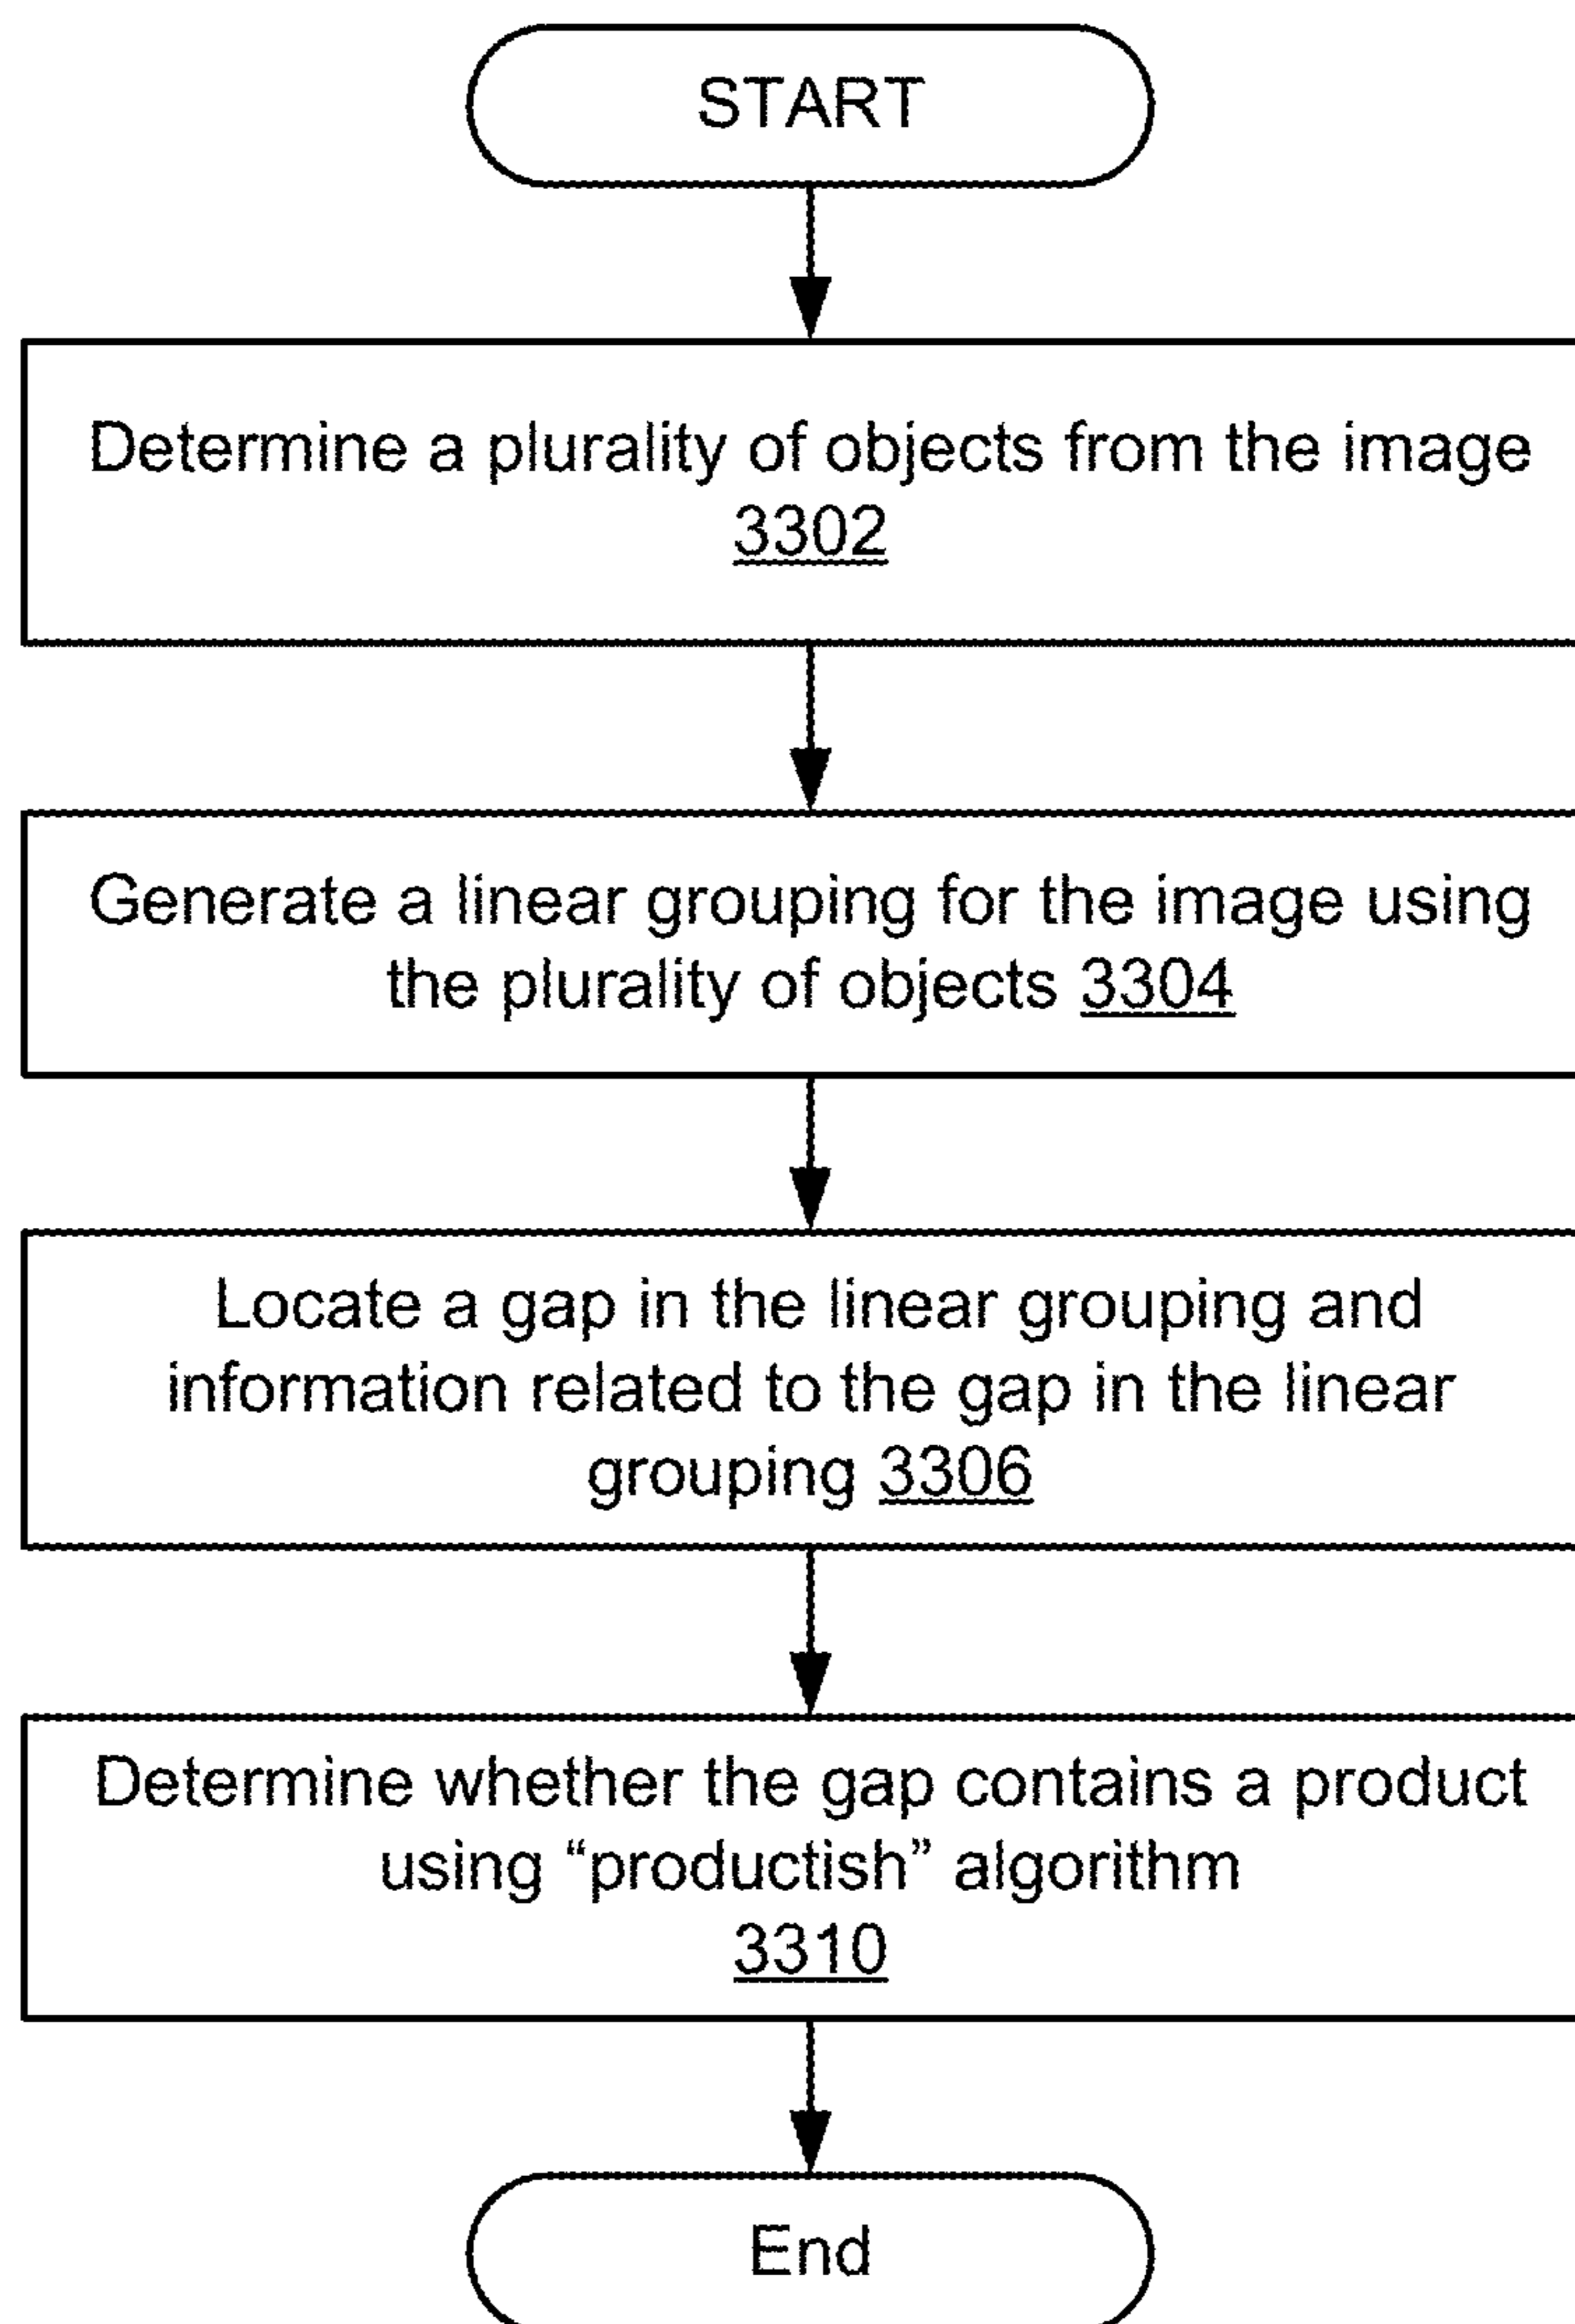 START
Determine a plurality of objects from the image
3302
Generate a linear grouping for the image using
the plurality of objects 3304
Locate a gap in the linear grouping and
information related to the gap in the linear
grouping 3306
Determine whether the gap contains a product
using “productish” algorithm
3310
End